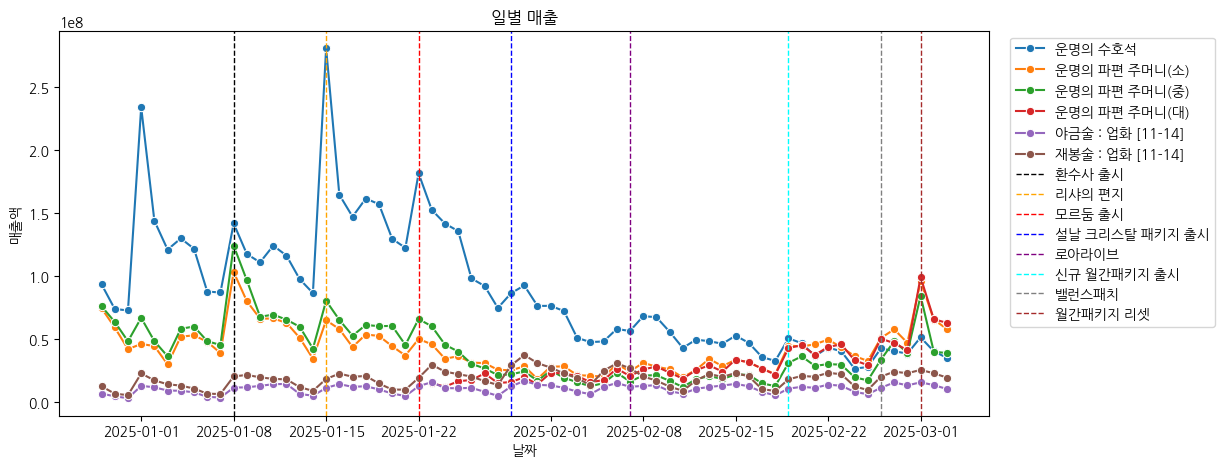 일별 매출
1e8
매출액
2.5
2.0
1.5
1.0
0.5
0.0
2025-01-01
2025-01-08
2025-01-15
2025-01-22
2025-02-01
2025-02-08
2025-02-15
2025-02-22
2025-03-01
날짜
운명의 수호석
운명의 파편 주머니(소)
운명의 파편 주머니(중)
운명의 파편 주머니(대)
야금술 : 업화 [11-14]
재봉술 : 업화 [11-14]
환수사 출시
리샤의 편지
모르둠 출시
설날 크리스탈 패키지 출시
로아라이브
신규 월간패키지 출시
밸런스패치
월간패키지 리셋